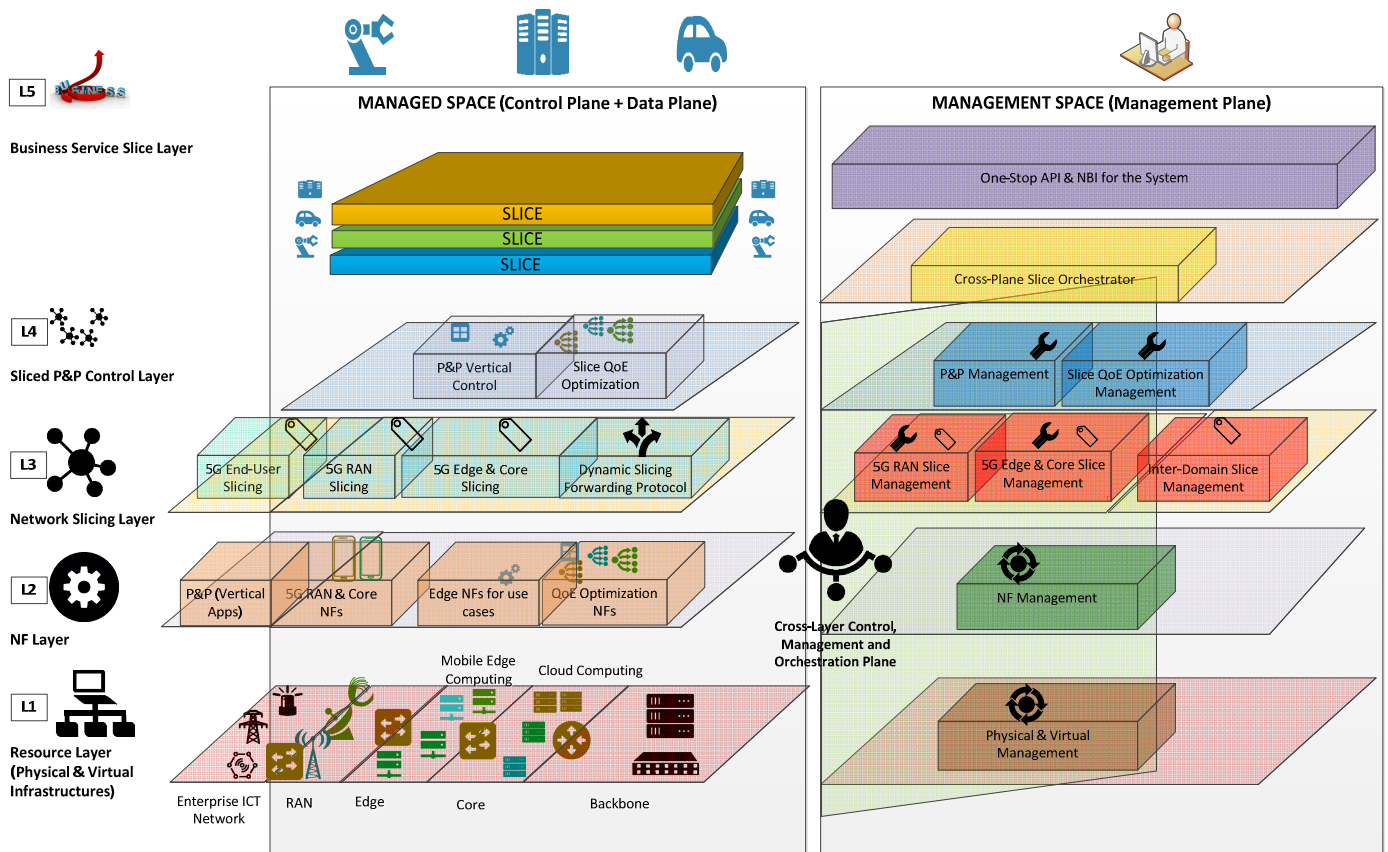 L5
BUSINESS
Business Service Slice Layer
MANAGED SPACE (Control Plane + Data Plane)
SLICE
SLICE
SLICE
MANAGEMENT SPACE (Management Plane)
One-Stop API & NBI for the System
Cross-Plane Slice Orchestrator
L4
Sliced P&P Control Layer
P&P Vertical
Control
Slice QoE
Optimization
P&P Management
Slice QoE Optimization
Management
L3
Network Slicing Layer
5G End-User
Slicing
5G RAN
Slicing
5G Edge & Core
Slicing
Dynamic Slicing
Forwarding Protocol
5G RAN Slice
Management
5G Edge & Core Slice
Management
Inter-Domain Slice
Management
L2
NF Layer
P&P (Vertical
Apps)
5G RAN & Core
NFs
Edge NFs for use
cases
QoE Optimization
NFs
NF Management
Cross-Layer Control,
Management and
Orchestration Plane
L1
Resource Layer
(Physical & Virtual
Infrastructures)
Mobile Edge
Computing
Cloud Computing
Enterprise ICT
Network
RAN
Edge
Core
Backbone
Physical & Virtual
Management